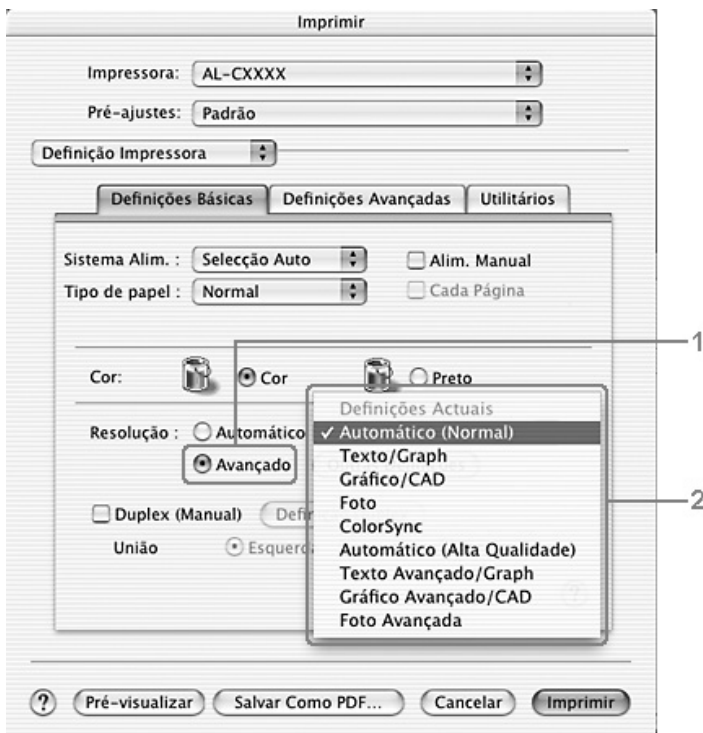 Imprimir
Impressora: AL-CXXXX
Pré-ajustes: Padrão
Definição Impressora
Definições Básicas Definições Avançadas Utilitários
Sistema Alim. : Selecção Auto Alim. Manual
Tipo de papel : Normal Cada Página
1
Cor: Cor Preto
Resolução : Automático
Avançado
Definições Actuais
✓ Automático (Normal)
Texto/Graph
Gráfico/CAD
Foto
ColorSync
Automático (Alta Qualidade)
Texto Avançado/Graph
Gráfico Avançado/CAD
Foto Avançada
2
Duplex (Manual)
União
?
Pré-visualizar Salvar Como PDF... Cancelar Imprimir